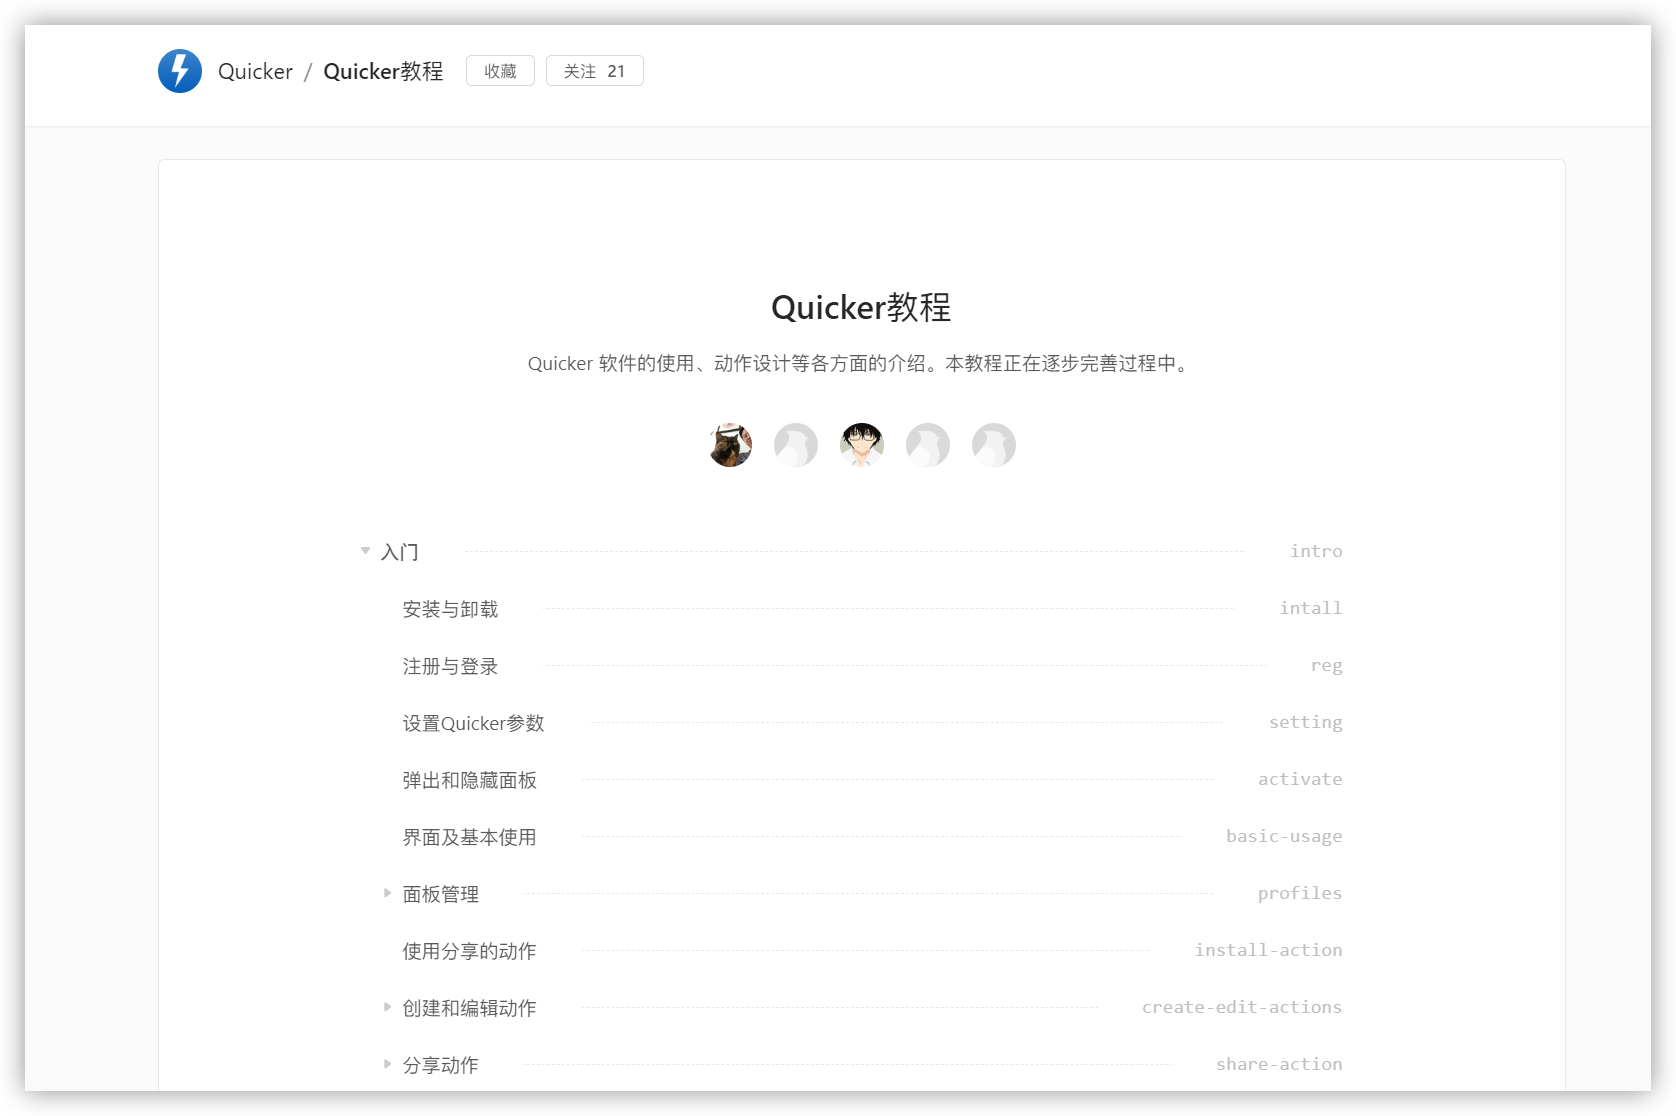 Quicker / Quicker教程 收藏 关注 21
Quicker教程
Quicker 软件的使用、动作设计等各方面的介绍。本教程正在逐步完善过程中。
入门 intro
安装与卸载 intall
注册与登录 reg
设置Quicker参数 setting
弹出和隐藏面板 activate
界面及基本使用 basic-usage
面板管理 profiles
使用分享的动作 install-action
创建和编辑动作 create-edit-actions
分享动作 share-action